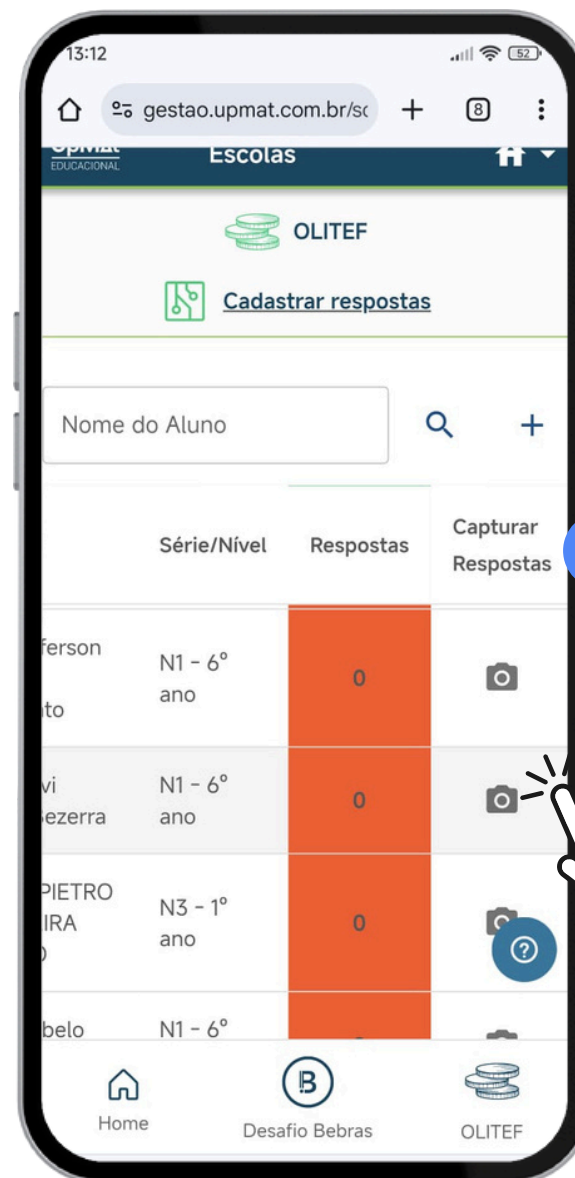 13:12
52
gestao.upmat.com.br/sc
8
UpMat
EDUCACIONAL
Escolas
OLITEF
Cadastrar respostas
Nome do Aluno
Série/Nível
Respostas
Capturar
Respostas
ferson
N1 - 6°
ano
0
ito
vi
ezerra
N1 - 6°
ano
0
PIETRO
IRA
N3 - 1°
ano
0
belo
N1 - 6°
Home
Desafio Bebras
OLITEF